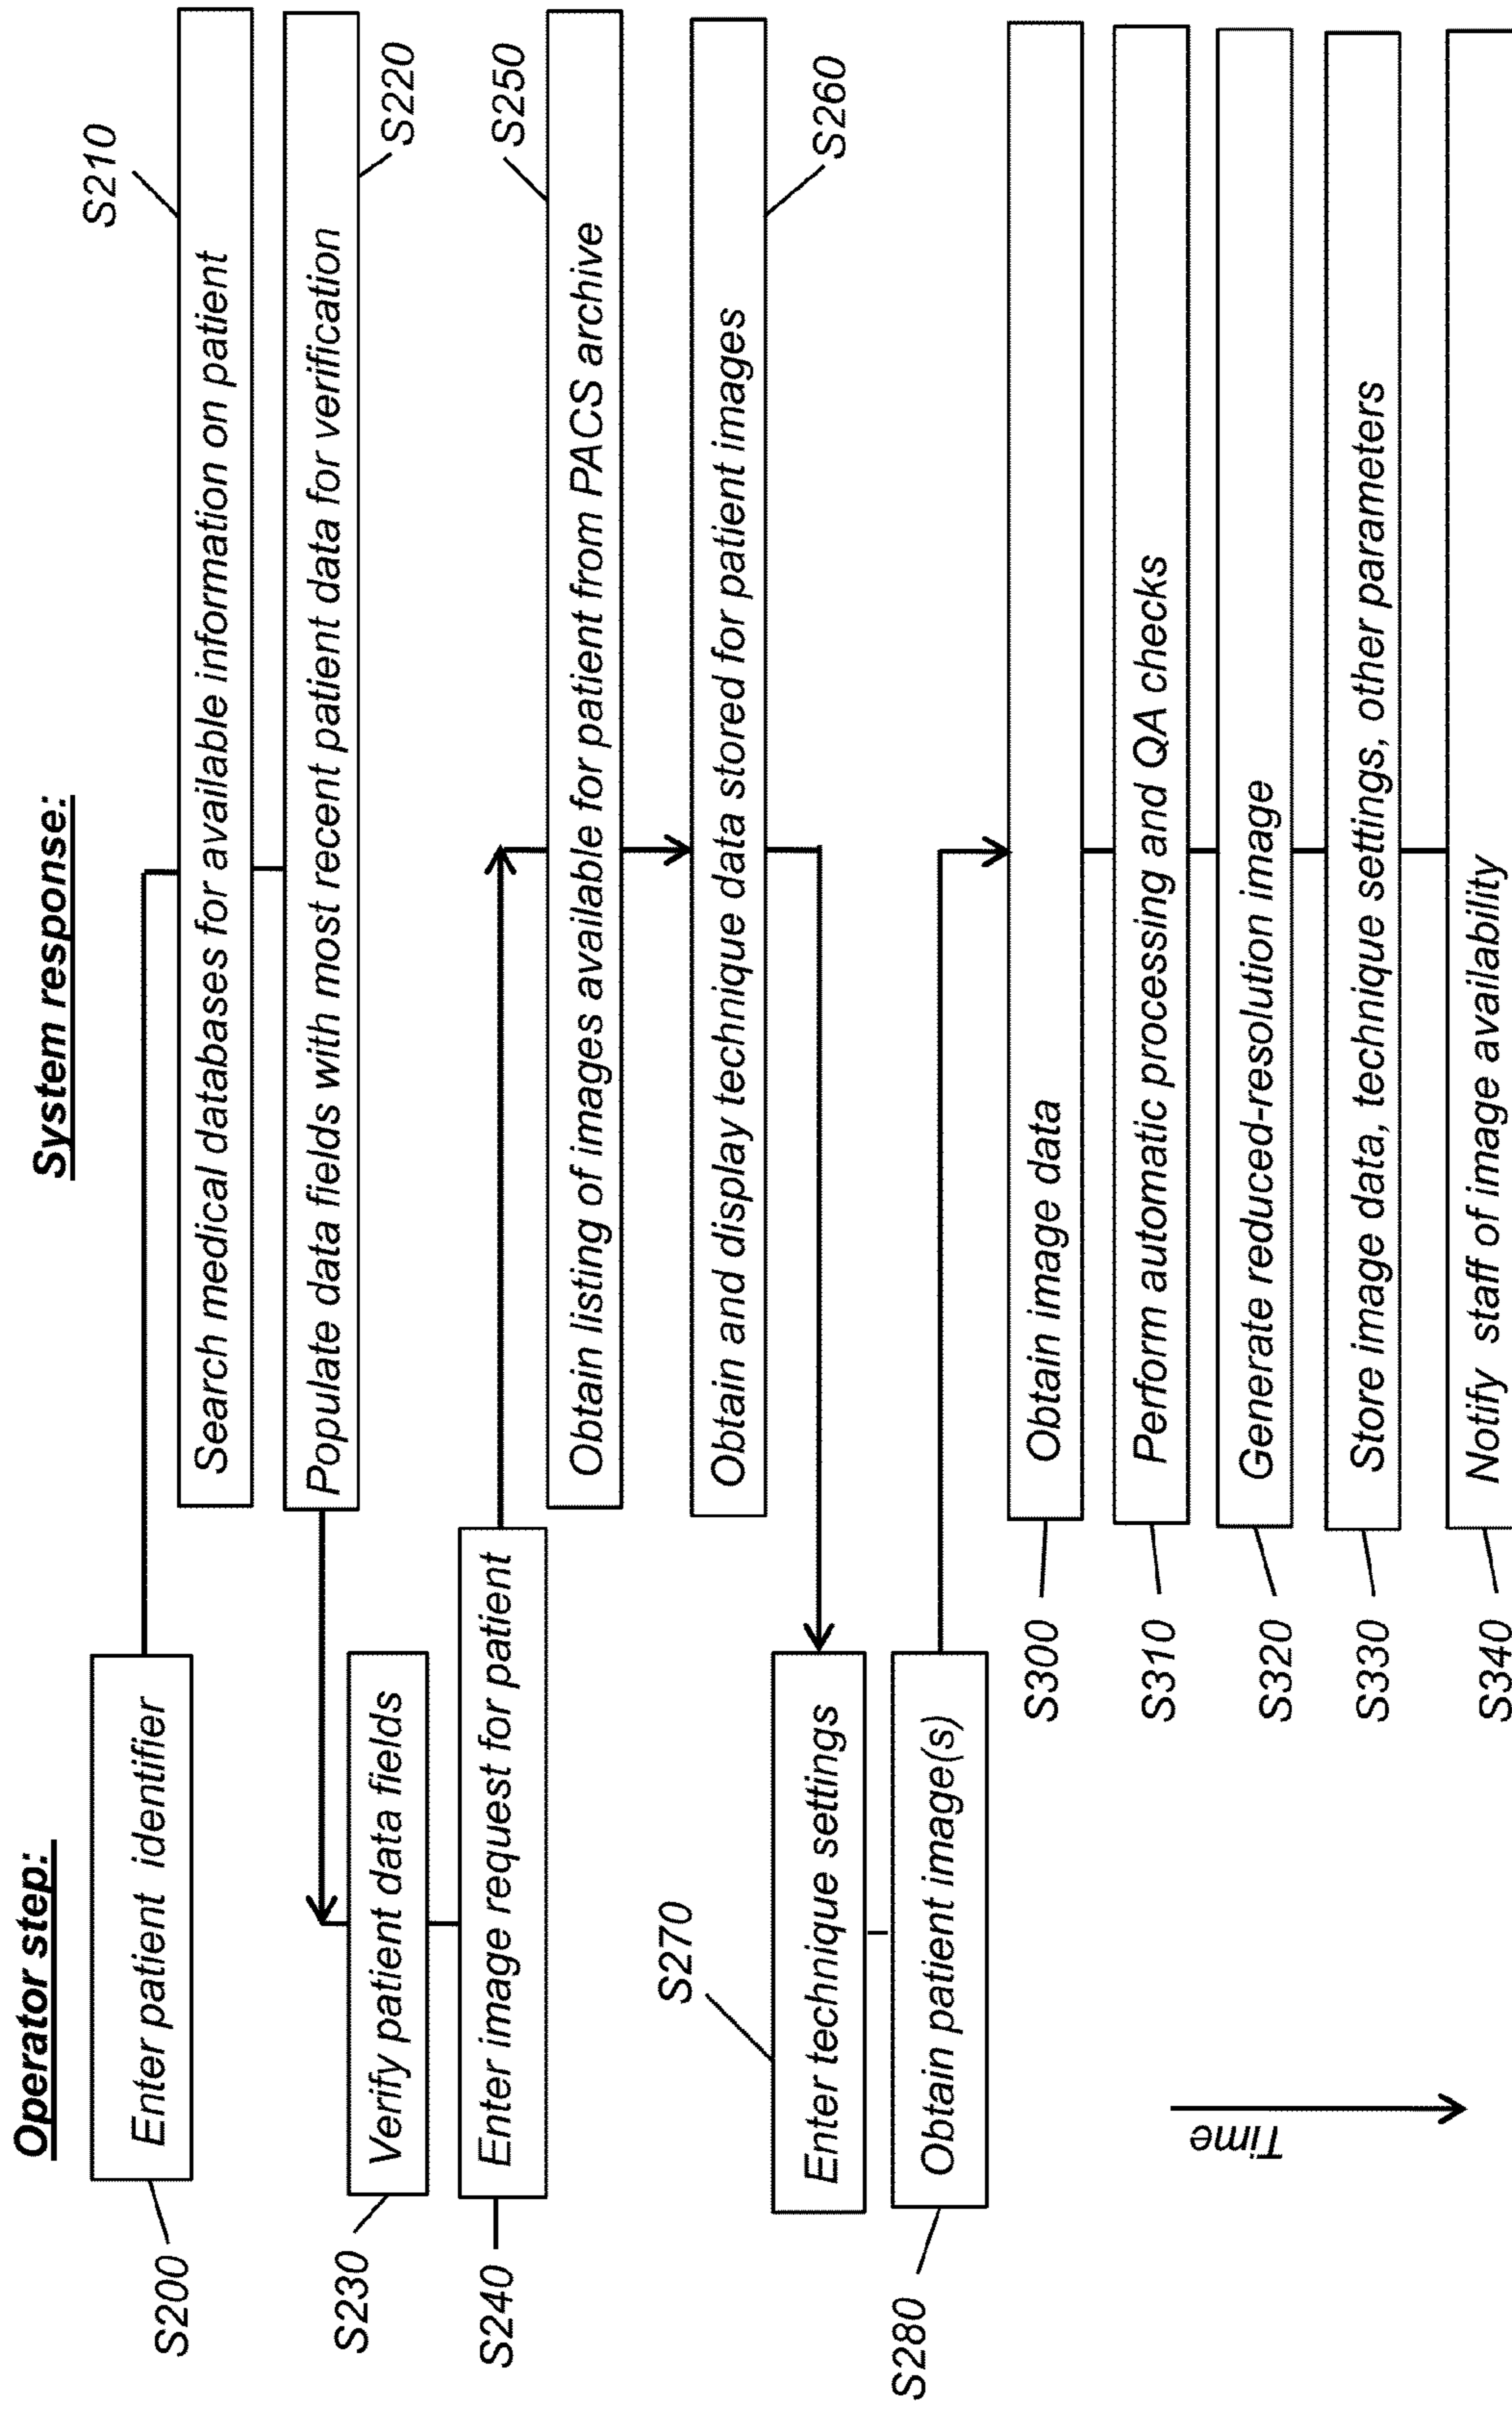 Operator step:
System response:
S200
Enter patient identifier
S210
Search medical databases for available information on patient
Populate data fields with most recent patient data for verification
S220
S230
Verify patient data fields
S240
Enter image request for patient
S250
Obtain listing of images available for patient from PACS archive
Obtain and display technique data stored for patient images
S260
S270
Enter technique settings
S280
Obtain patient image(s)
S300
Obtain image data
S310
Perform automatic processing and QA checks
S320
Generate reduced-resolution image
S330
Store image data, technique settings, other parameters
S340
Notify staff of image availability
Time